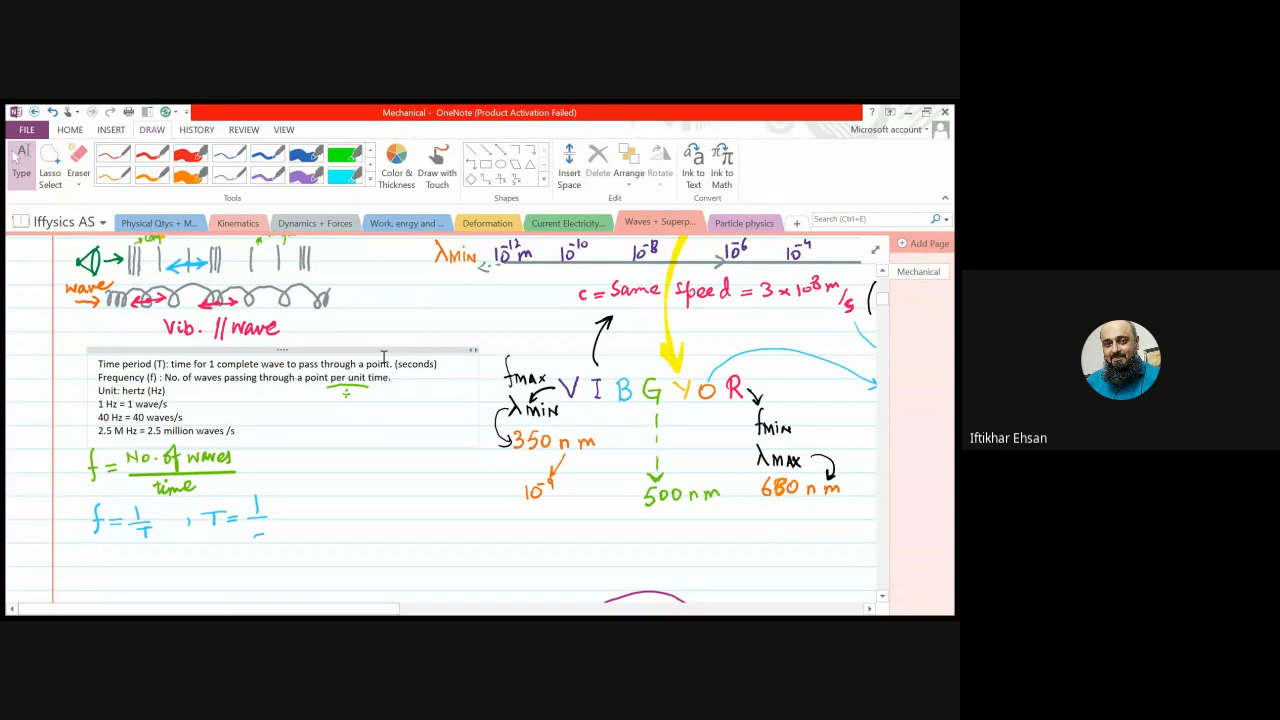 Mechanical - OneNote (Product Activation Failed)
FILE HOME INSERT DRAW HISTORY REVIEW VIEW
Microsoft account
Type
Lasso Select
Eraser
Color & Thickness
Draw with Touch
Insert Space
Delete
Arrange
Rotate
Ink to Text
Ink to Math
Tools
Shapes
Edit
Convert
Iffysics AS
Physical Qtys + M...
Kinematics
Dynamics + Forces
Work, enrgy and ...
Deformation
Current Electricity...
Waves + Superp...
Particle physics
Search (Ctrl+E)
Add Page
Mechanical
λMIN 10⁻¹²m 10⁻¹⁰ 10⁻⁸ 10⁻⁶ 10⁻⁴
wave
Vib. // wave
c = Same speed = 3 × 10⁸ m/s
Time period (T): time for 1 complete wave to pass through a point. (seconds)
Frequency (f) : No. of waves passing through a point per unit time.
÷
Unit: hertz (Hz)
1 Hz = 1 wave/s
40 Hz = 40 waves/s
2.5 M Hz = 2.5 million waves /s
f = No. of waves / time
f = 1/T , T = 1/
fmax V I B G Y O R
λMIN
350 n m
10⁻⁹
500 n m
fMIN
λMAX
680 n m
Iftikhar Ehsan